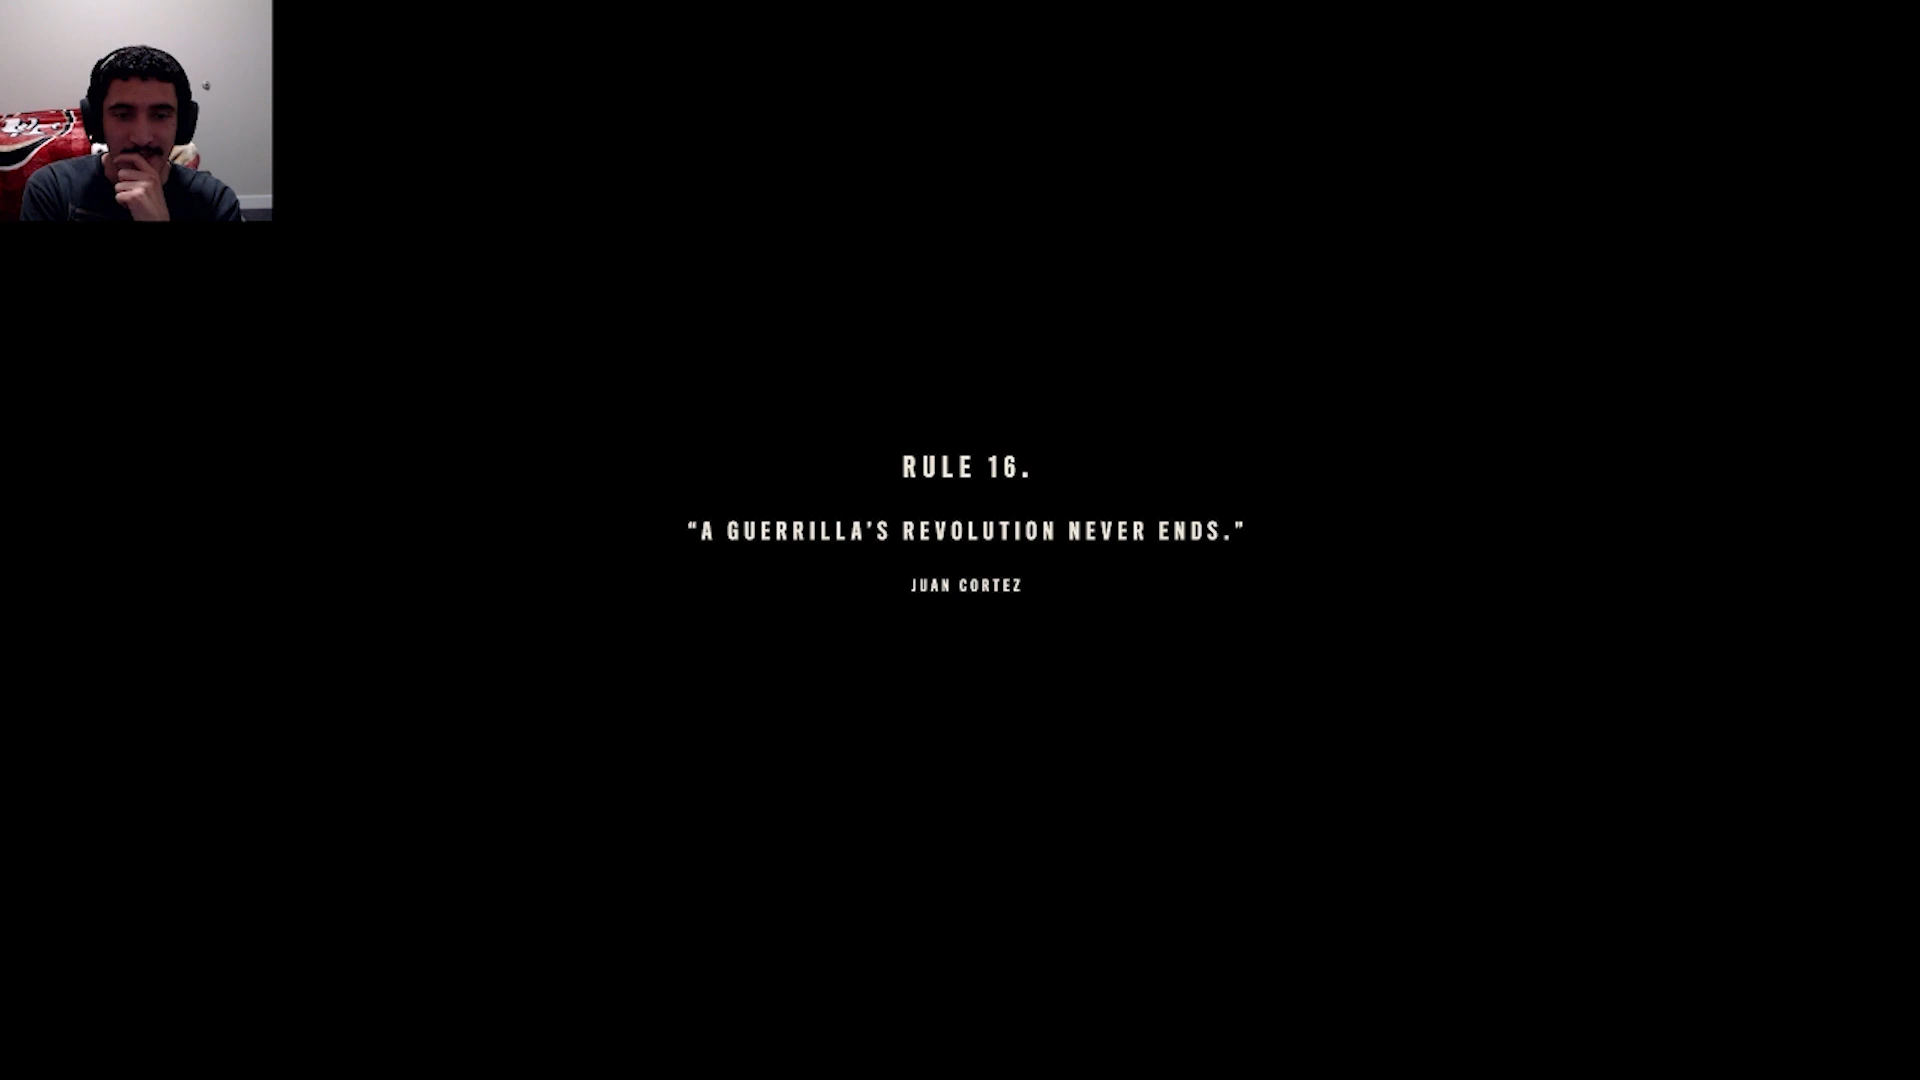 RULE 16.
“A GUERRILLA’S REVOLUTION NEVER ENDS.”
JUAN CORTEZ